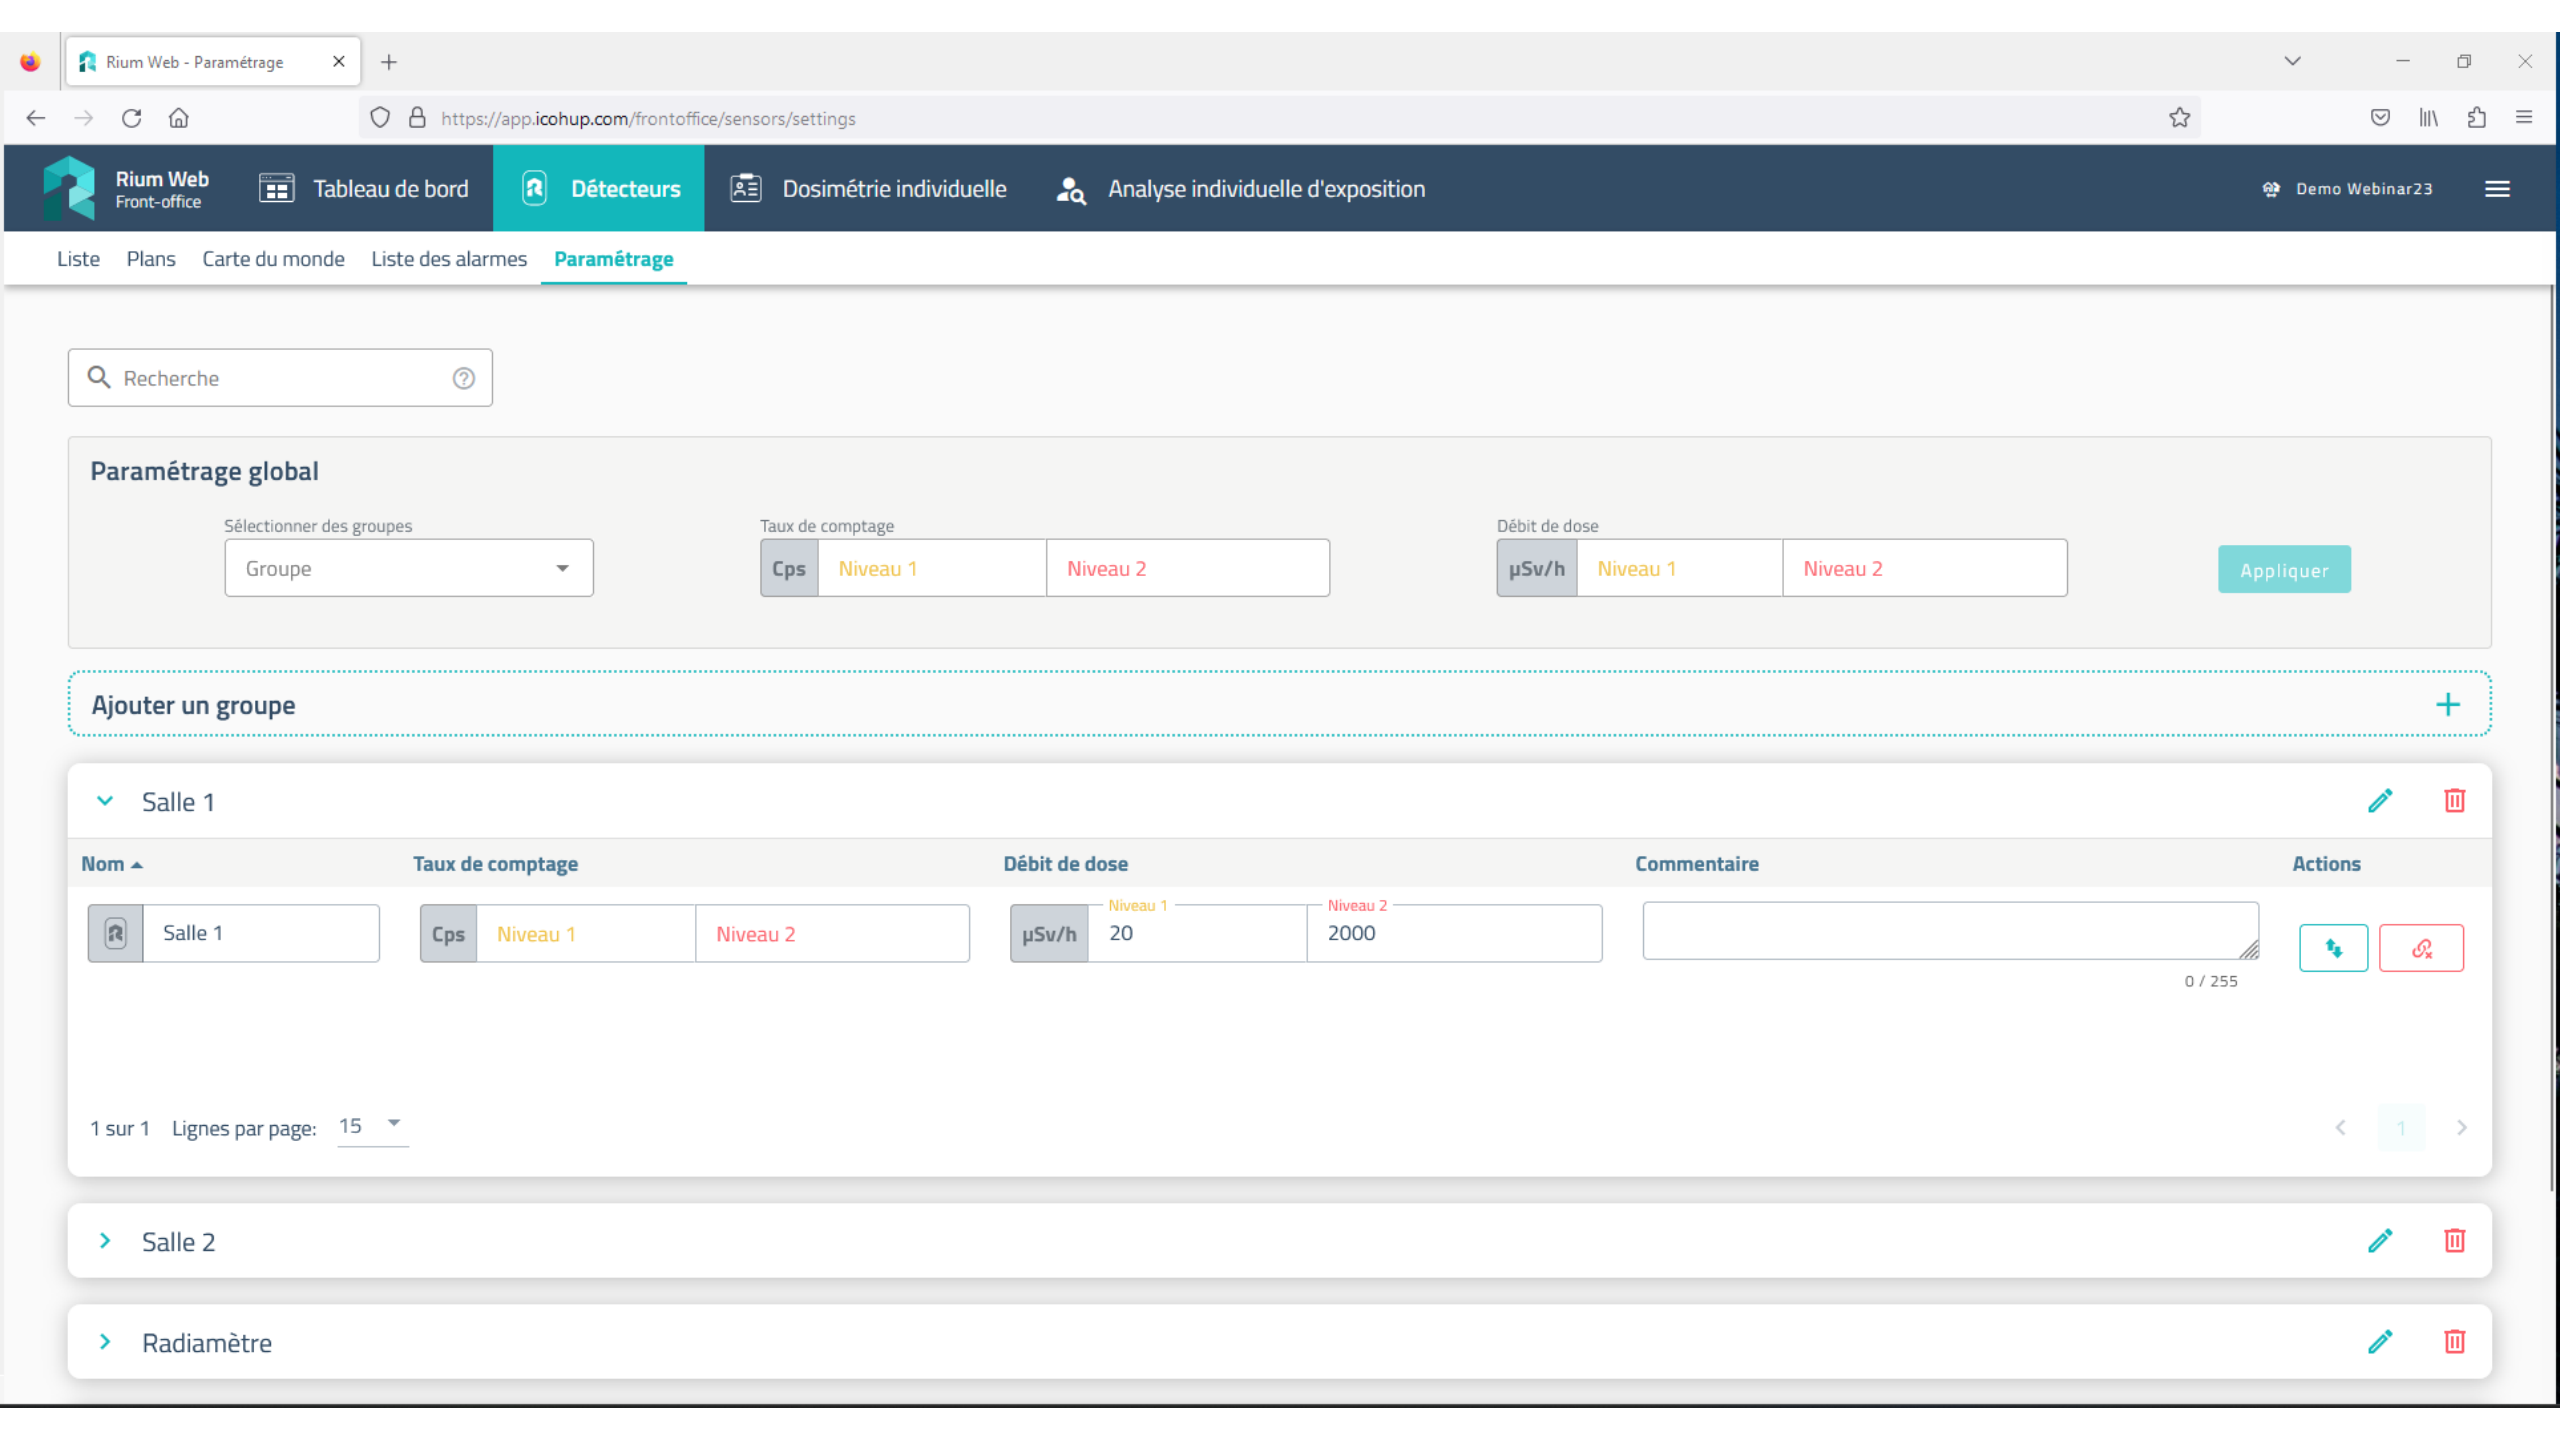 Rium Web - Paramétrage
https://app.icohup.com/frontoffice/sensors/settings
Rium Web
Front-office
Tableau de bord
Détecteurs
Dosimétrie individuelle
Analyse individuelle d'exposition
Demo Webinar23
Liste
Plans
Carte du monde
Liste des alarmes
Paramétrage
Recherche
Paramétrage global
Sélectionner des groupes
Taux de comptage
Débit de dose
Groupe
Cps
Niveau 1
Niveau 2
µSv/h
Niveau 1
Niveau 2
Appliquer
Ajouter un groupe
Salle 1
Nom
Taux de comptage
Débit de dose
Commentaire
Actions
Salle 1
Cps
Niveau 1
Niveau 2
µSv/h
Niveau 1
20
Niveau 2
2000
0 / 255
1 sur 1
Lignes par page:
15
1
Salle 2
Radiamètre